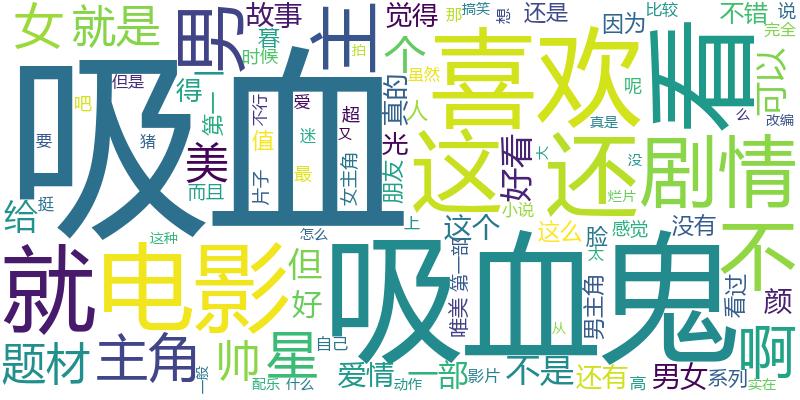 女
就是
男
主
故事
暮
觉得
那
搞笑
想
还是
因为
比较
不错
说
完全
吸血
喜欢
看
时候
拍
虽然
个
真的
人
可以
呢
但是
吧
得
第一
一
不行
爱
超
值
迷
又
么
改编
真是
要
猪
美
最
光
朋友
这
还
好看
大
没
剧情
而且
片子
女主角
烂片
给
挺
上
小说
就
电影
这种
怎么
但
好
吸血鬼
这个
唯美
第一部
这么
脸
感觉
没有
太
男主角
不
看过
颜
题材
主角
帅
星
自己
从
啊
一般
配乐
什么
爱情
动作
一部
影片
不是
还有
高
男女
系列
实在